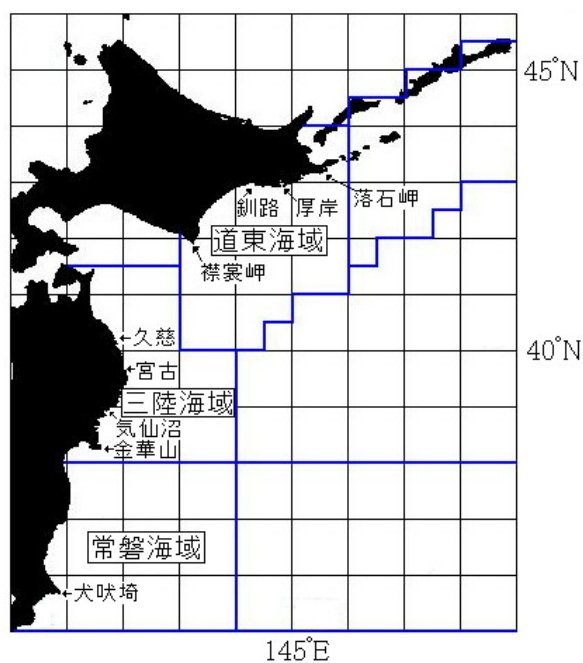 45°N
釧路
厚岸
落石岬
道東海域
襟裳岬
←久慈
40°N
←宮古
三陸海域
気仙沼
←金華山
常磐海域
←犬吠埼
145°E